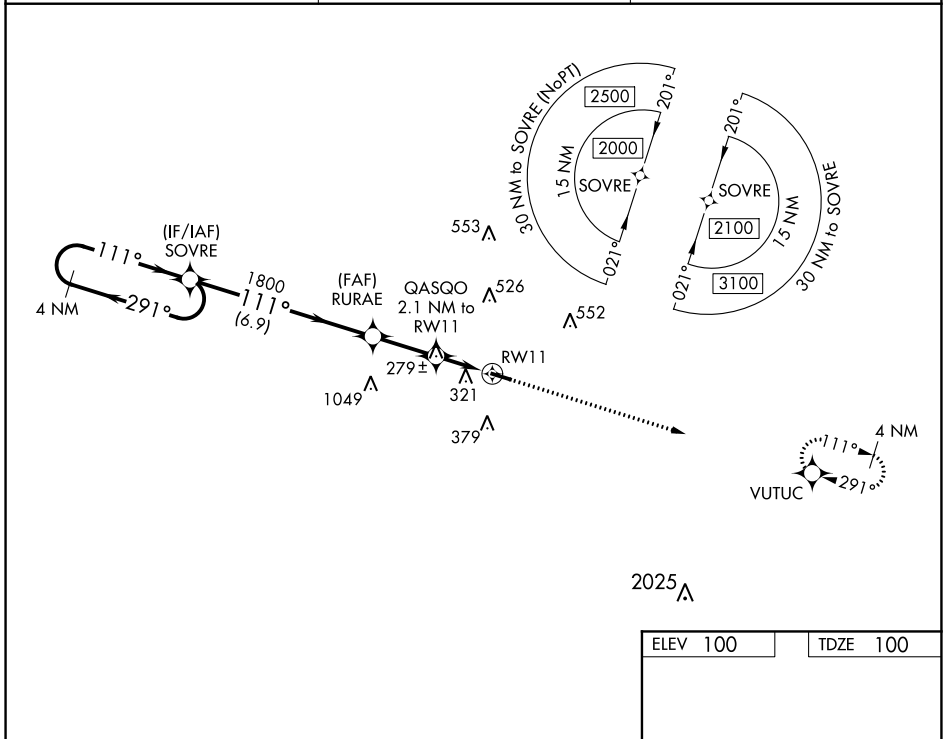 30 NM to SOVRE (NoPT)
2500
201°
2000
15 NM
SOVRE
021°
201°
SOVRE
2100
15 NM
021°
3100
30 NM to SOVRE
(IF/IAF)
SOVRE
111°
291°
4 NM
1800
111°
(6.9)
(FAF)
RURAE
553
526
QASQO
2.1 NM to
RW11
552
279±
RW11
321
1049
379
111°
4 NM
291°
VUTUC
2025
ELEV 100
TDZE 100